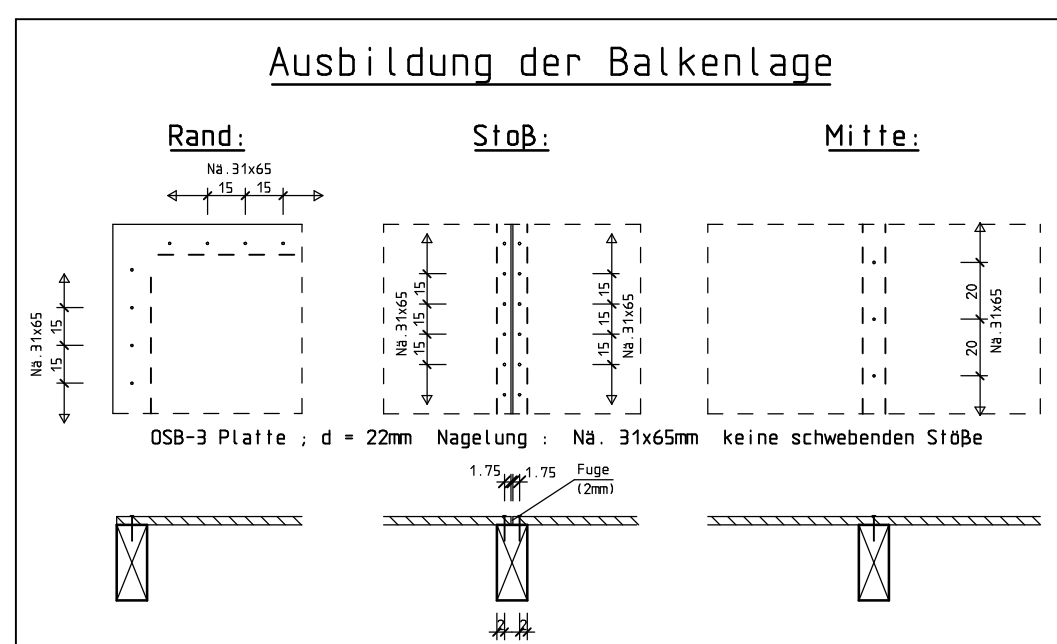 Ausbildung der Balkenlage
Rand:
Stoß:
Mitte:
Nä.31x65
15 15
Nä.31x65
15 15
Nä.31x65
15 15 15 15
15 15 15 15
Nä.31x65
20 20
Nä.31x65
OSB-3 Platte ; d = 22mm Nagelung : Nä. 31x65mm keine schwebenden Stöße
1.75 1.75
Fuge
(2mm)
2 2